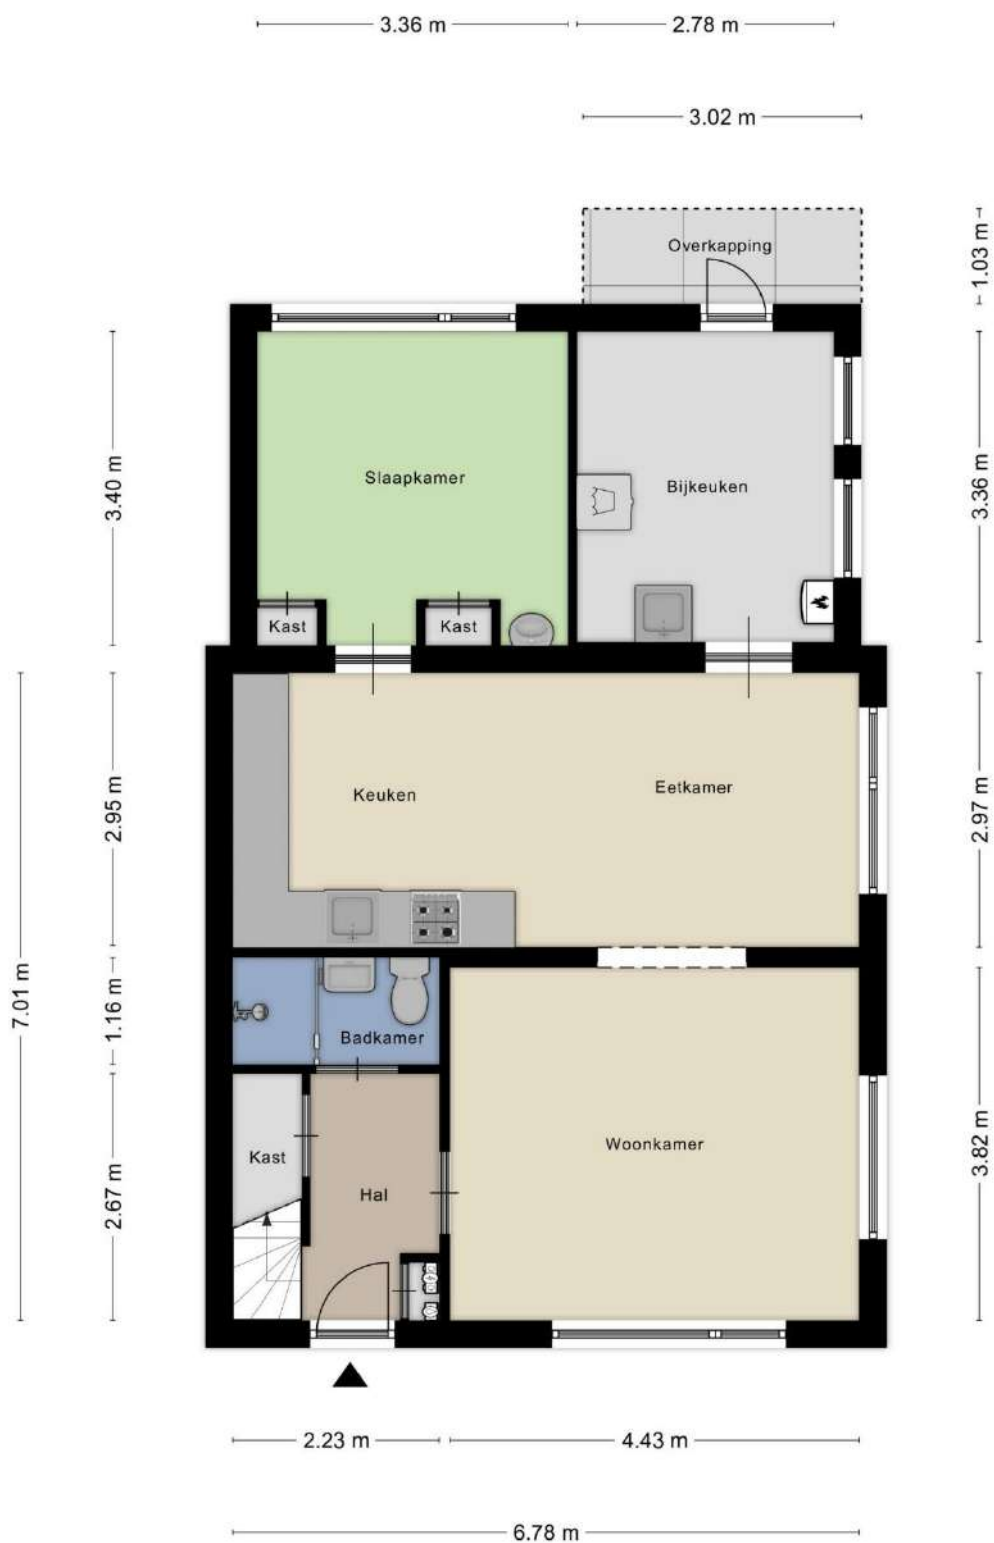 3.36 m
2.78 m
3.02 m
Overkapping
1.03 m
Slaapkamer
Bijkeuken
3.40 m
3.36 m
Kast
Kast
Keuken
Eetkamer
2.95 m
2.97 m
7.01 m
1.16 m
Badkamer
Woonkamer
Kast
Hal
2.67 m
3.82 m
2.23 m
4.43 m
6.78 m